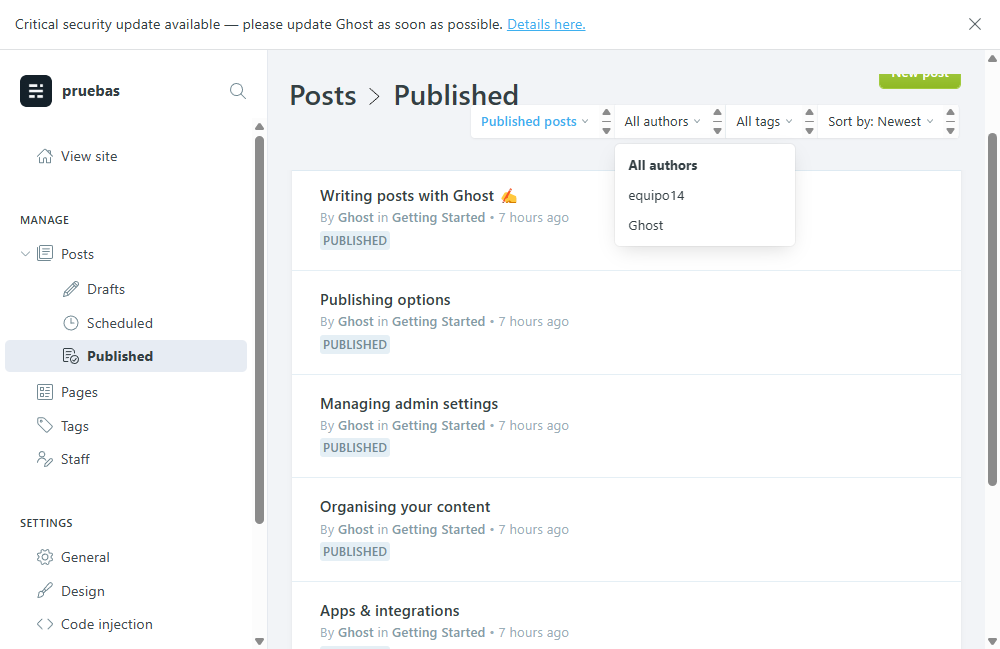 Critical security update available — please update Ghost as soon as possible. Details here.
pruebas
View site
MANAGE
Posts
Drafts
Scheduled
Published
Pages
Tags
Staff
SETTINGS
General
Design
Code injection
Posts > Published
New post
Published posts
All authors
All tags
Sort by: Newest
All authors
equipo14
Ghost
Writing posts with Ghost ✍️
By Ghost in Getting Started • 7 hours ago
PUBLISHED
Publishing options
By Ghost in Getting Started • 7 hours ago
PUBLISHED
Managing admin settings
By Ghost in Getting Started • 7 hours ago
PUBLISHED
Organising your content
By Ghost in Getting Started • 7 hours ago
PUBLISHED
Apps & integrations
By Ghost in Getting Started • 7 hours ago